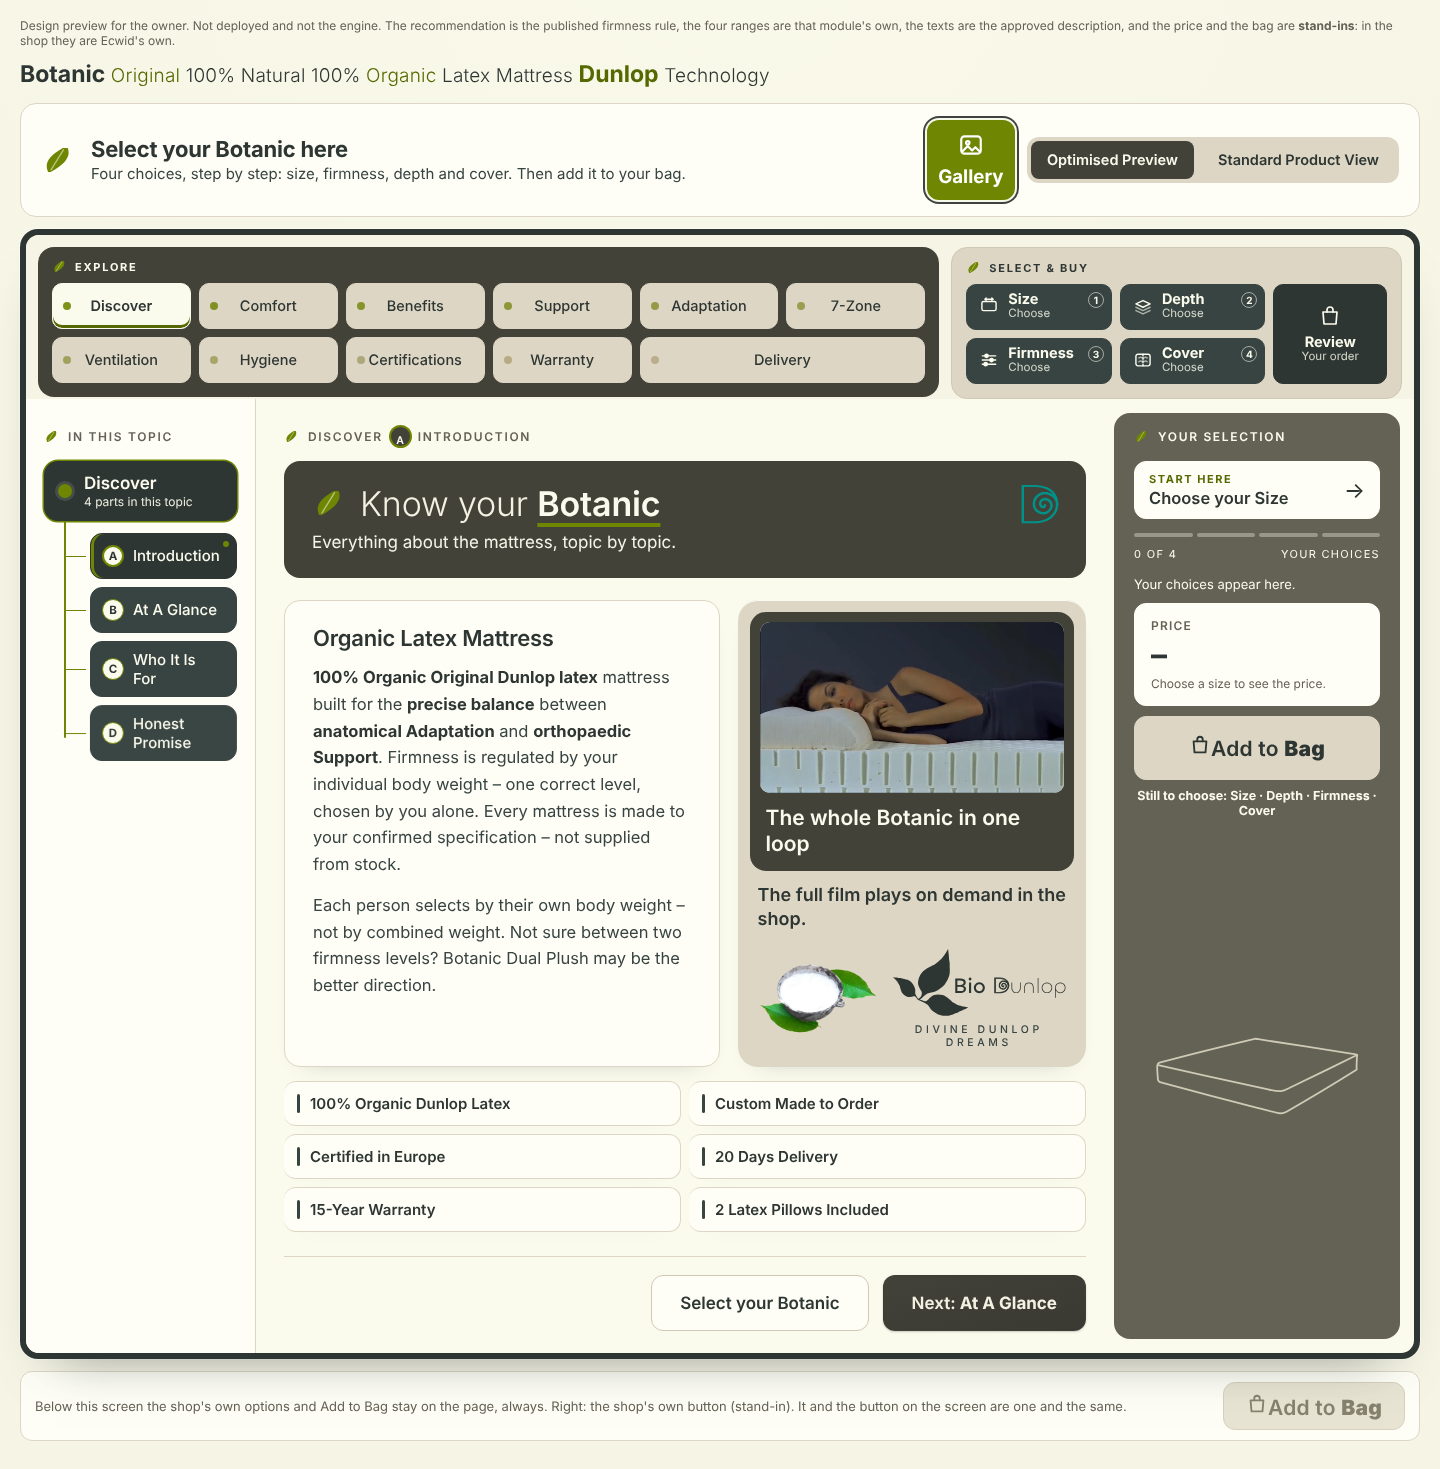 Design preview for the owner. Not deployed and not the engine. The recommendation is the published firmness rule, the four ranges are that module's own, the texts are the approved description, and the price and the bag are stand-ins: in the
shop they are Ecwid's own.
Botanic Original 100% Natural 100% Organic Latex Mattress Dunlop Technology
Select your Botanic here
Four choices, step by step: size, firmness, depth and cover. Then add it to your bag.
Gallery
Optimised Preview
Standard Product View
EXPLORE
Discover
Comfort
Benefits
Support
Adaptation
7-Zone
Ventilation
Hygiene
Certifications
Warranty
Delivery
SELECT & BUY
Size
Choose
1
Depth
Choose
2
Firmness
Choose
3
Cover
Choose
4
Review
Your order
IN THIS TOPIC
Discover
4 parts in this topic
A Introduction
B At A Glance
C Who It Is
For
D Honest
Promise
DISCOVER A INTRODUCTION
Know your Botanic
Everything about the mattress, topic by topic.
Organic Latex Mattress
100% Organic Original Dunlop latex mattress
built for the precise balance between
anatomical Adaptation and orthopaedic
Support. Firmness is regulated by your
individual body weight – one correct level,
chosen by you alone. Every mattress is made to
your confirmed specification – not supplied
from stock.
Each person selects by their own body weight –
not by combined weight. Not sure between two
firmness levels? Botanic Dual Plush may be the
better direction.
The whole Botanic in one
loop
The full film plays on demand in the
shop.
Bio Dunlop
DIVINE DUNLOP
DREAMS
100% Organic Dunlop Latex
Custom Made to Order
Certified in Europe
20 Days Delivery
15-Year Warranty
2 Latex Pillows Included
Select your Botanic
Next: At A Glance
YOUR SELECTION
START HERE
Choose your Size
0 OF 4
YOUR CHOICES
Your choices appear here.
PRICE
–
Choose a size to see the price.
Add to Bag
Still to choose: Size · Depth · Firmness ·
Cover
Below this screen the shop's own options and Add to Bag stay on the page, always. Right: the shop's own button (stand-in). It and the button on the screen are one and the same.
Add to Bag